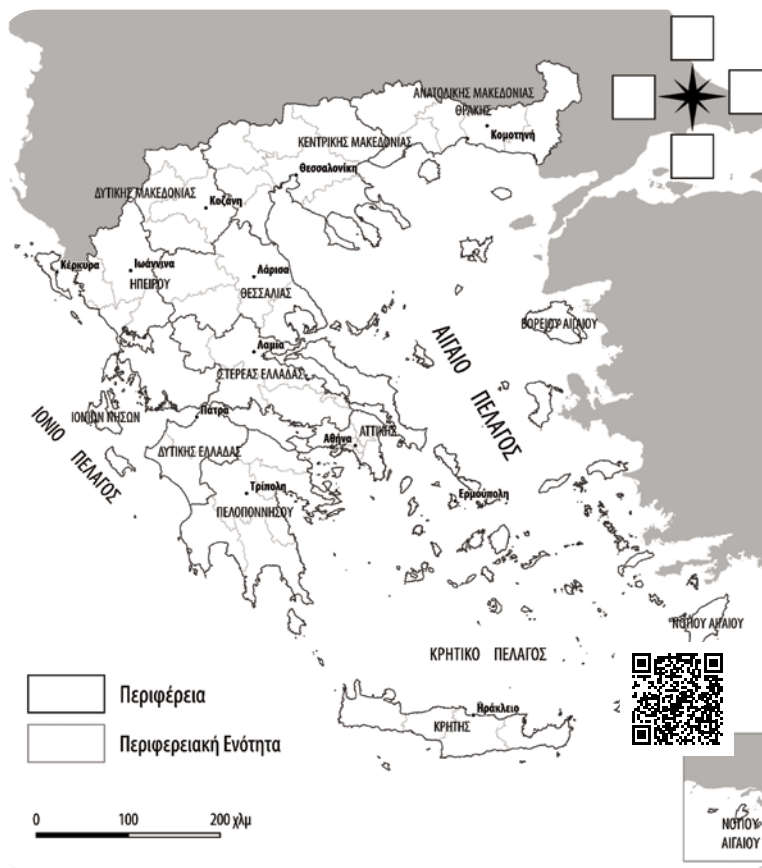 ΑΝΑΤΟΛΙΚΗΣ ΜΑΚΕΔΟΝΙΑΣ
ΘΡΑΚΗΣ
Κομοτηνή
ΚΕΝΤΡΙΚΗΣ ΜΑΚΕΔΟΝΙΑΣ
Θεσσαλονίκη
ΔΥΤΙΚΗΣ ΜΑΚΕΔΟΝΙΑΣ
Κοζάνη
Κέρκυρα
Ιωάννινα
ΗΠΕΙΡΟΥ
Λάρισα
ΘΕΣΣΑΛΙΑΣ
ΒΟΡΕΙΟΥ ΑΙΓΑΙΟΥ
ΑΙΓΑΙΟ ΠΕΛΑΓΟΣ
Λαμία
ΣΤΕΡΕΑΣ ΕΛΛΑΔΑΣ
ΙΟΝΙΩΝ ΝΗΣΩΝ
Πάτρα
ΙΟΝΙΟ ΠΕΛΑΓΟΣ
ΔΥΤΙΚΗΣ ΕΛΛΑΔΑΣ
Αθήνα
ΑΤΤΙΚΗΣ
Τρίπολη
ΠΕΛΟΠΟΝΝΗΣΟΥ
Ερμούπολη
ΝΟΤΙΟΥ ΑΙΓΑΙΟΥ
ΚΡΗΤΙΚΟ ΠΕΛΑΓΟΣ
Ηράκλειο
ΚΡΗΤΗΣ
Περιφέρεια
Περιφερειακή Ενότητα
0 100 200 χλμ
ΝΟΤΙΟΥ
ΑΙΓΑΙΟΥ